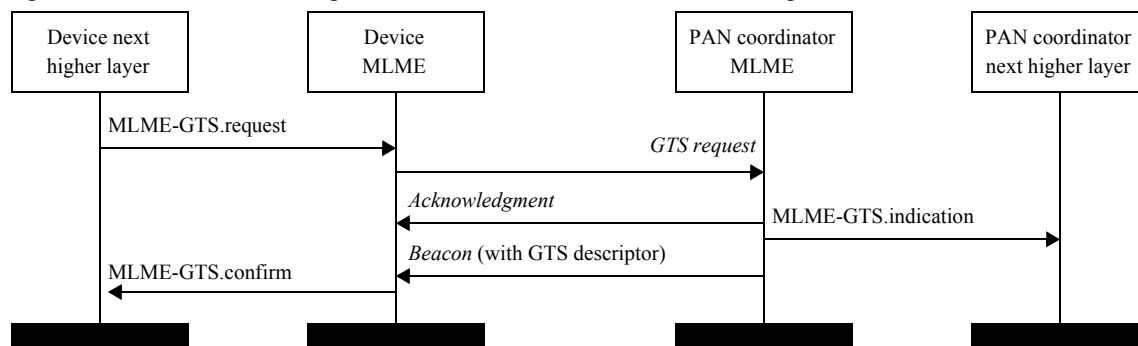 Device next
higher layer
Device
MLME
PAN coordinator
MLME
PAN coordinator
next higher layer
MLME-GTS.request
GTS request
Acknowledgment
MLME-GTS.indication
Beacon (with GTS descriptor)
MLME-GTS.confirm